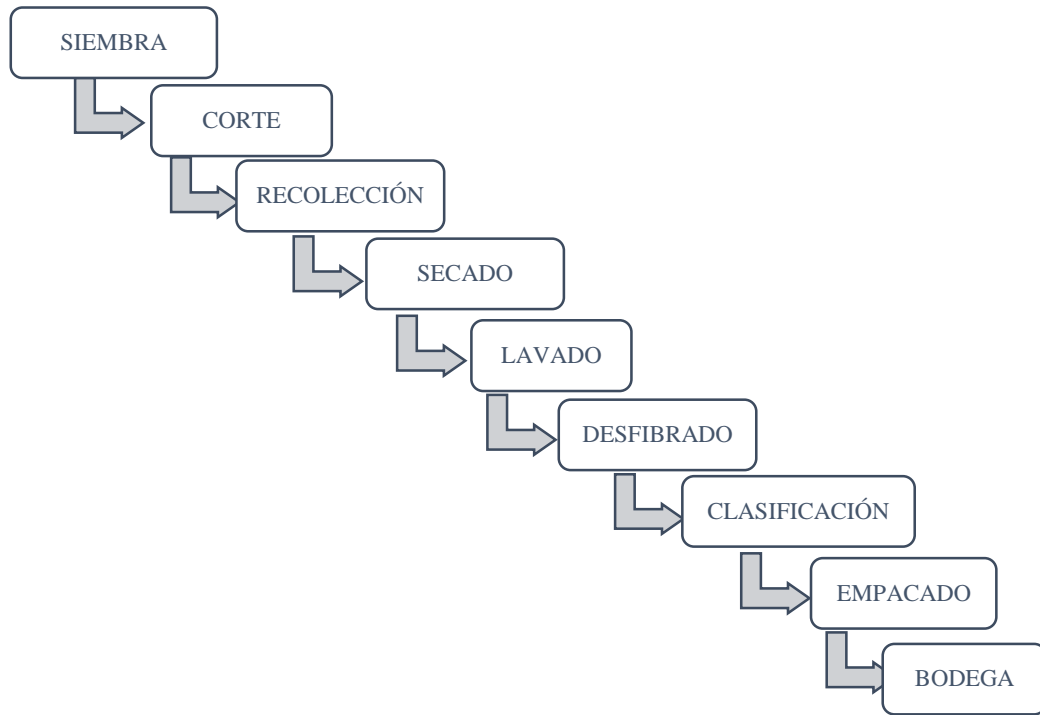 SIEMBRA
CORTE
RECOLECCIÓN
SECADO
LAVADO
DESFIBRADO
CLASIFICACIÓN
EMPACADO
BODEGA